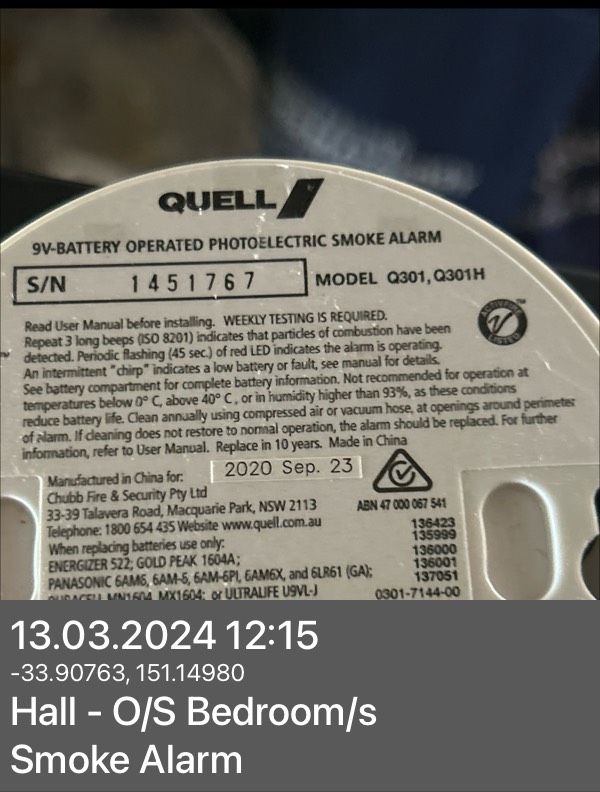 QUELL
9V-BATTERY OPERATED PHOTOELECTRIC SMOKE ALARM
S/N 1451767 MODEL Q301,Q301H
Read User Manual before installing. WEEKLY TESTING IS REQUIRED.
Repeat 3 long beeps (ISO 8201) indicates that particles of combustion have been
detected. Periodic flashing (45 sec.) of red LED indicates the alarm is operating.
An intermittent "chirp" indicates a low battery or fault, see manual for details.
See battery compartment for complete battery information. Not recommended for operation at
temperatures below 0° C, above 40° C, or in humidity higher than 93%, as these conditions
reduce battery life. Clean annually using compressed air or vacuum hose, at openings around perimeter
of alarm. If cleaning does not restore to normal operation, the alarm should be replaced. For further
information, refer to User Manual. Replace in 10 years. Made in China
2020 Sep. 23
Manufactured in China for:
Chubb Fire & Security Pty Ltd
33-39 Talavera Road, Macquarie Park, NSW 2113
Telephone: 1800 654 435 Website www.quell.com.au
When replacing batteries use only:
ENERGIZER 522; GOLD PEAK 1604A;
PANASONIC 6AM6, 6AM-6, 6AM-6PI, 6AM6X, and 6LR61 (GA);
DURACELL MN1604, MX1604; or ULTRALIFE U9VL-J
ABN 47 000 067 541
136423
135999
136000
136001
137051
0301-7144-00
13.03.2024 12:15
-33.90763, 151.14980
Hall - O/S Bedroom/s
Smoke Alarm